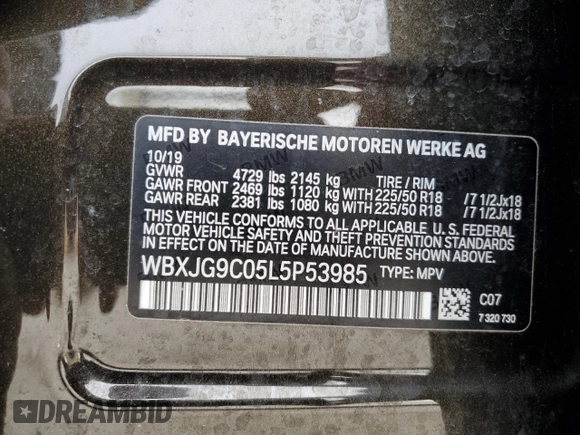 MFD BY BAYERISCHE MOTOREN WERKE AG
10/19
GVWR 4729 lbs 2145 kg TIRE / RIM
GAWR FRONT 2469 lbs 1120 kg WITH 225/50 R18 /7 1/2Jx18
GAWR REAR 2381 lbs 1080 kg WITH 225/50 R18 /7 1/2Jx18
THIS VEHICLE CONFORMS TO ALL APPLICABLE U. S. FEDERAL
MOTOR VEHICLE SAFETY, BUMPER, AND THEFT PREVENTION
STANDARDS IN EFFECT ON THE DATE OF MANUFACTURE SHOWN
ABOVE.
WBXJG9C05L5P53985 TYPE: MPV
C07
7 320 730
DREAMBID